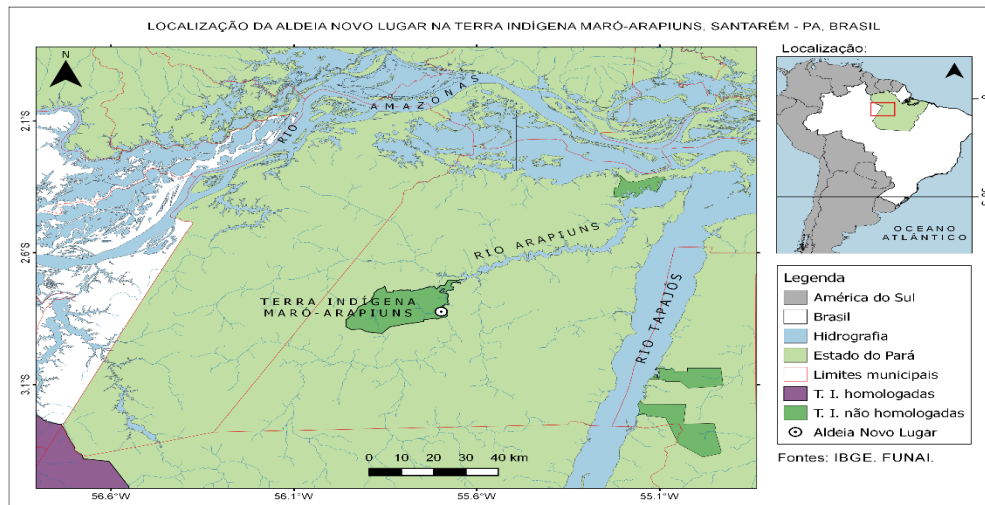 LOCALIZAÇÃO DA ALDEIA NOVO LUGAR NA TERRA INDÍGENA MARÓ-ARAPIUNS, SANTARÉM - PA, BRASIL
N
RIO AMAZONAS
RIO ARAPIUNS
TERRA INDÍGENA
MARÓ-ARAPIUNS
RIO TAPAJÓS
2.1°S
2.6°S
3.1°S
0 10 20 30 40 km
56.6°W
56.1°W
55.6°W
55.1°W
Localização:
OCEANO
ATLÂNTICO
Legenda
América do Sul
Brasil
Hidrografia
Estado do Pará
Limites municipais
T. I. homologadas
T. I. não homologadas
Aldeia Novo Lugar
Fontes: IBGE. FUNAI.